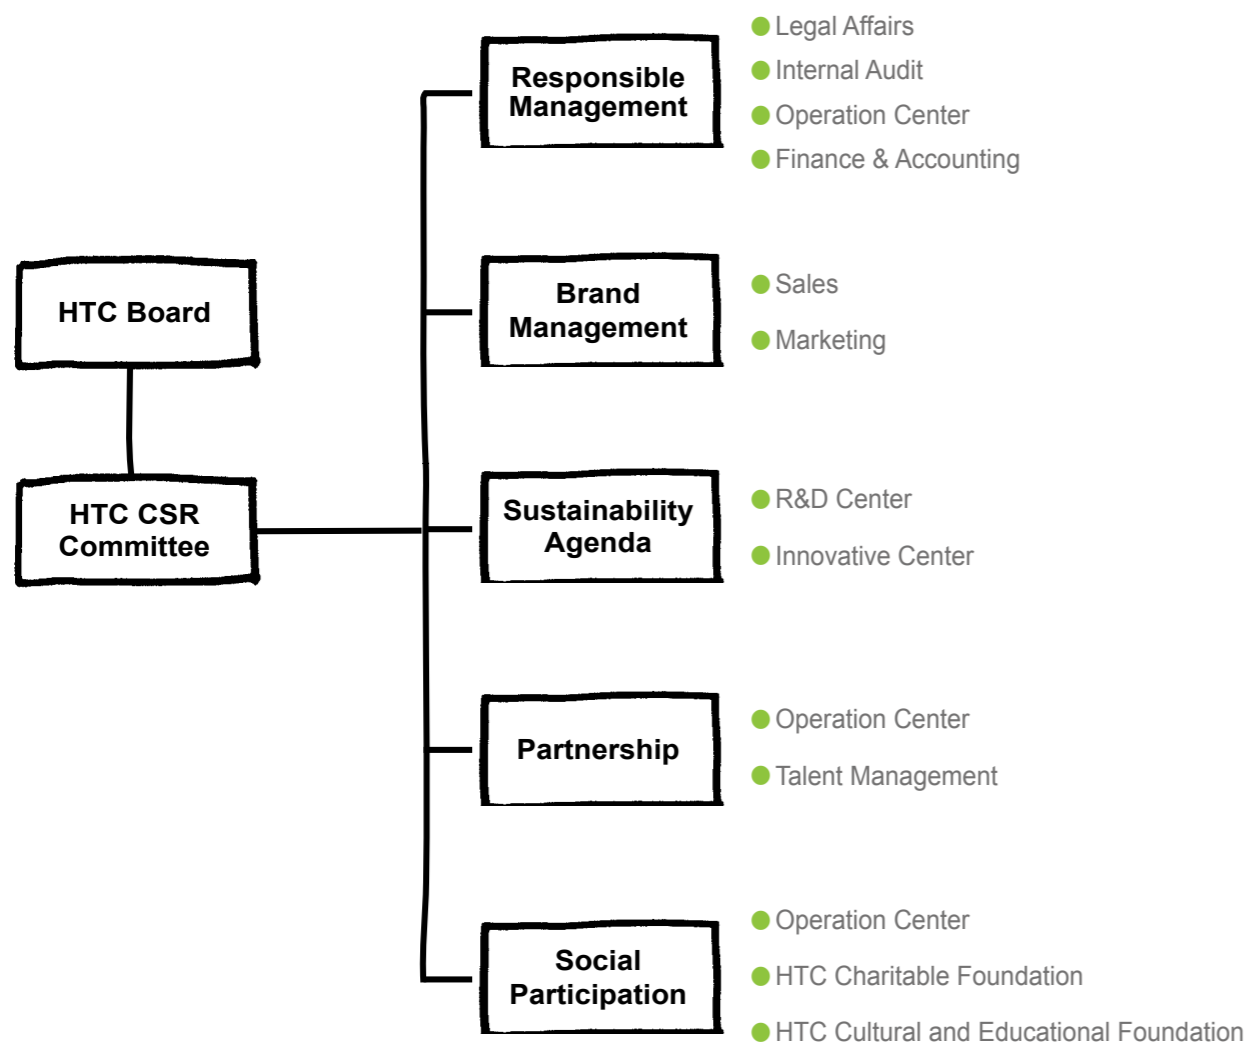 HTC Board
HTC CSR
Committee
Responsible
Management
Legal Affairs
Internal Audit
Operation Center
Finance & Accounting
Brand
Management
Sales
Marketing
Sustainability
Agenda
R&D Center
Innovative Center
Partnership
Operation Center
Talent Management
Social
Participation
Operation Center
HTC Charitable Foundation
HTC Cultural and Educational Foundation